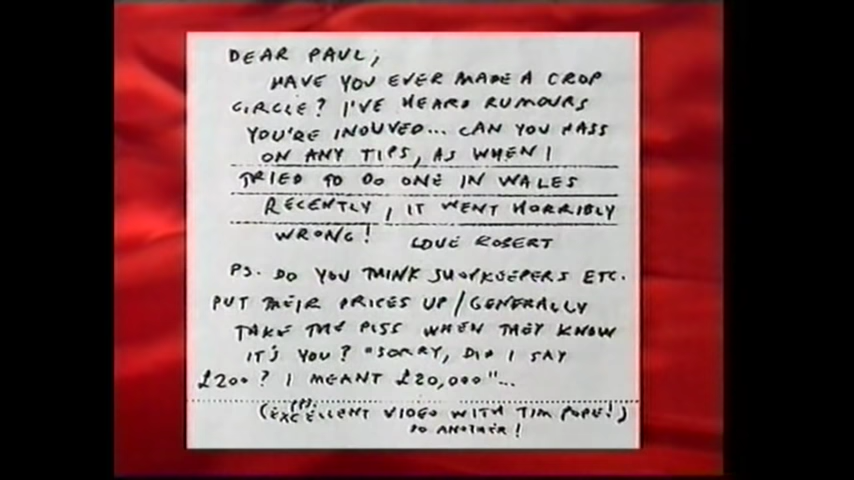 DEAR PAUL,
HAVE YOU EVER MADE A CROP
CIRCLE? I'VE HEARD RUMOURS
YOU'RE INOUVED... CAN YOU PASS
ON ANY TIPS, AS WHEN I
TRIED TO DO ONE IN WALES
RECENTLY, IT WENT HORRIBLY
WRONG! LOVE ROBERT
PS. DO YOU THINK SHOPKEEPERS ETC.
PUT THEIR PRICES UP/GENERALLY
TAKE THE PISS WHEN THEY KNOW
IT'S YOU? "SORRY, DID I SAY
£200? I MEANT £20,000"...
PPS.
(EXCELLENT VIDEO WITH TIM POPE!)
DO ANOTHER!